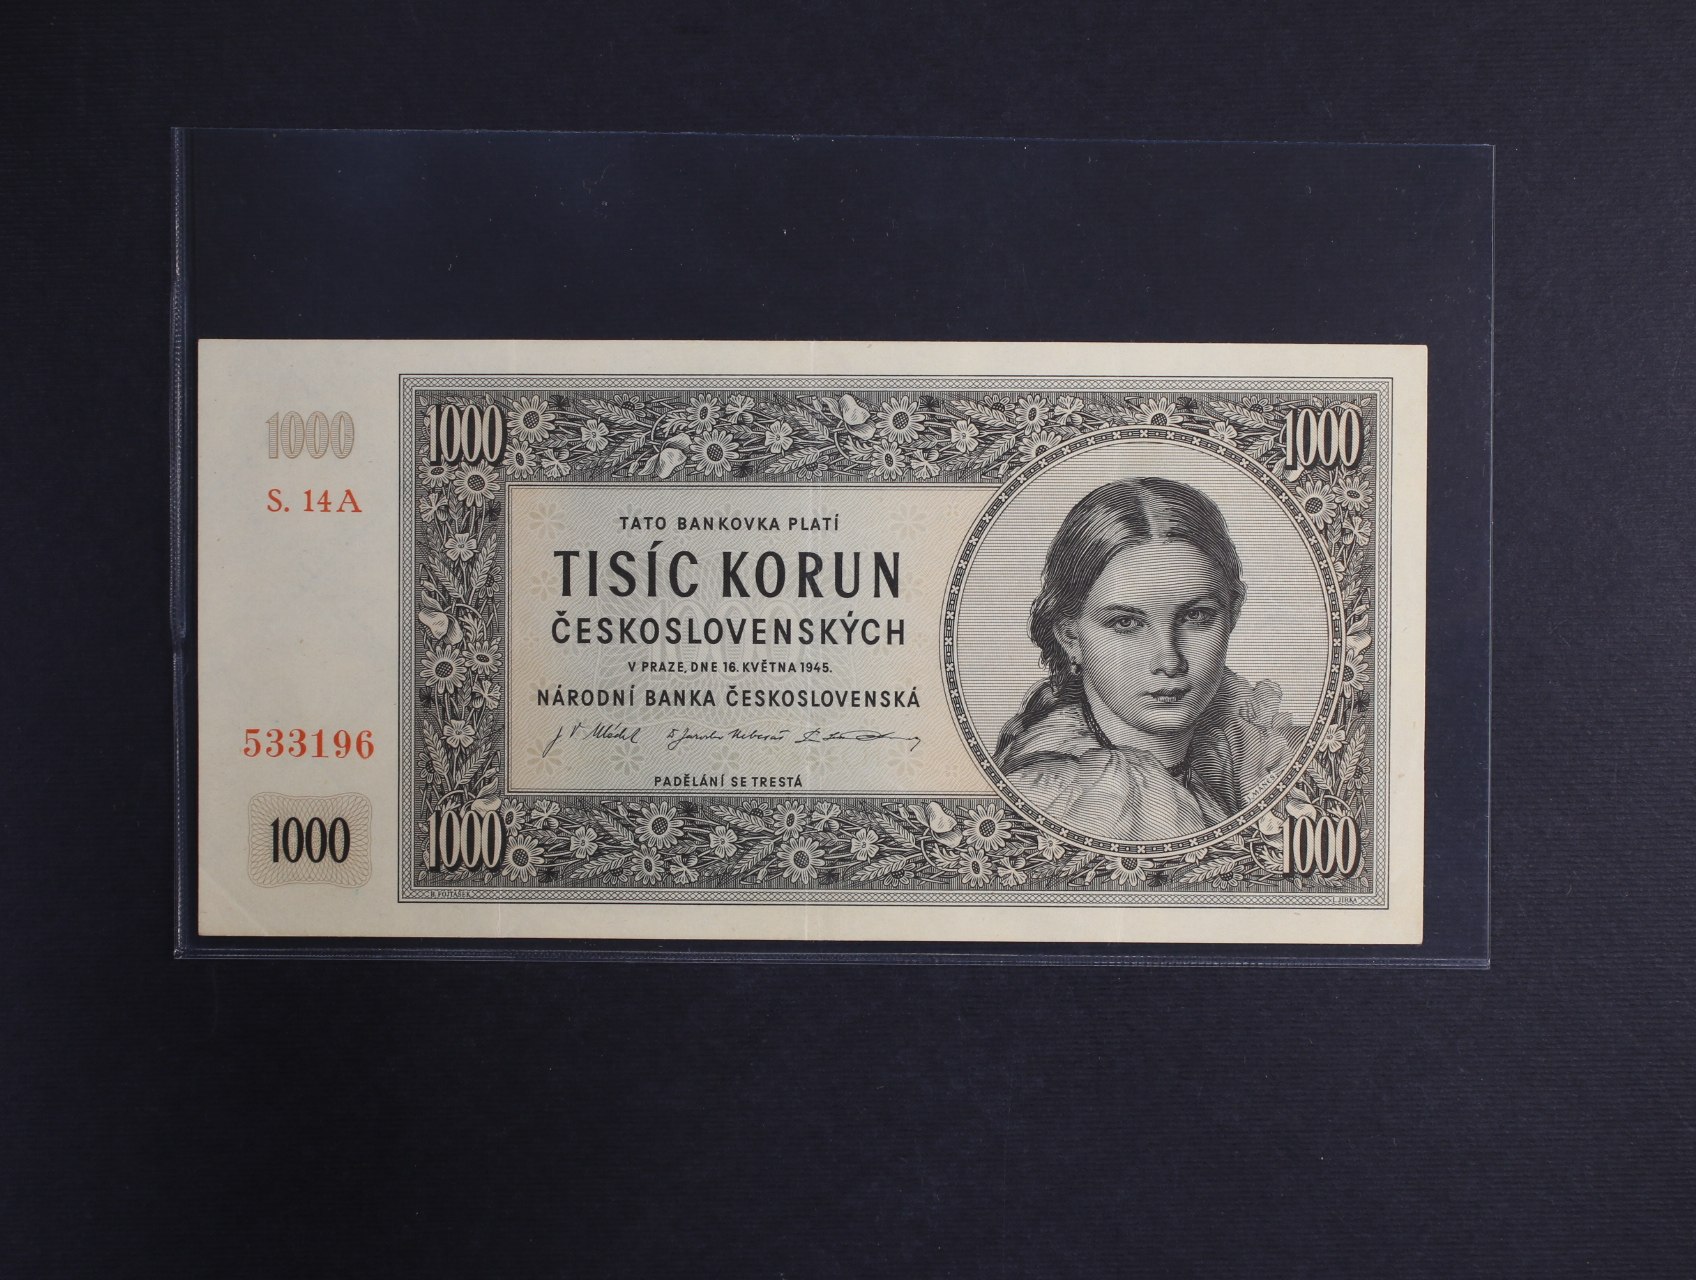 1000
S. 14A
533196
1000
1000
1000
TATO BANKOVKA PLATÍ
TISÍC KORUN
ČESKOSLOVENSKÝCH
V PRAZE, DNE 16. KVĚTNA 1945.
NÁRODNÍ BANKA ČESKOSLOVENSKÁ
PADĚLÁNÍ SE TRESTÁ
1000
1000
J. JIRKA